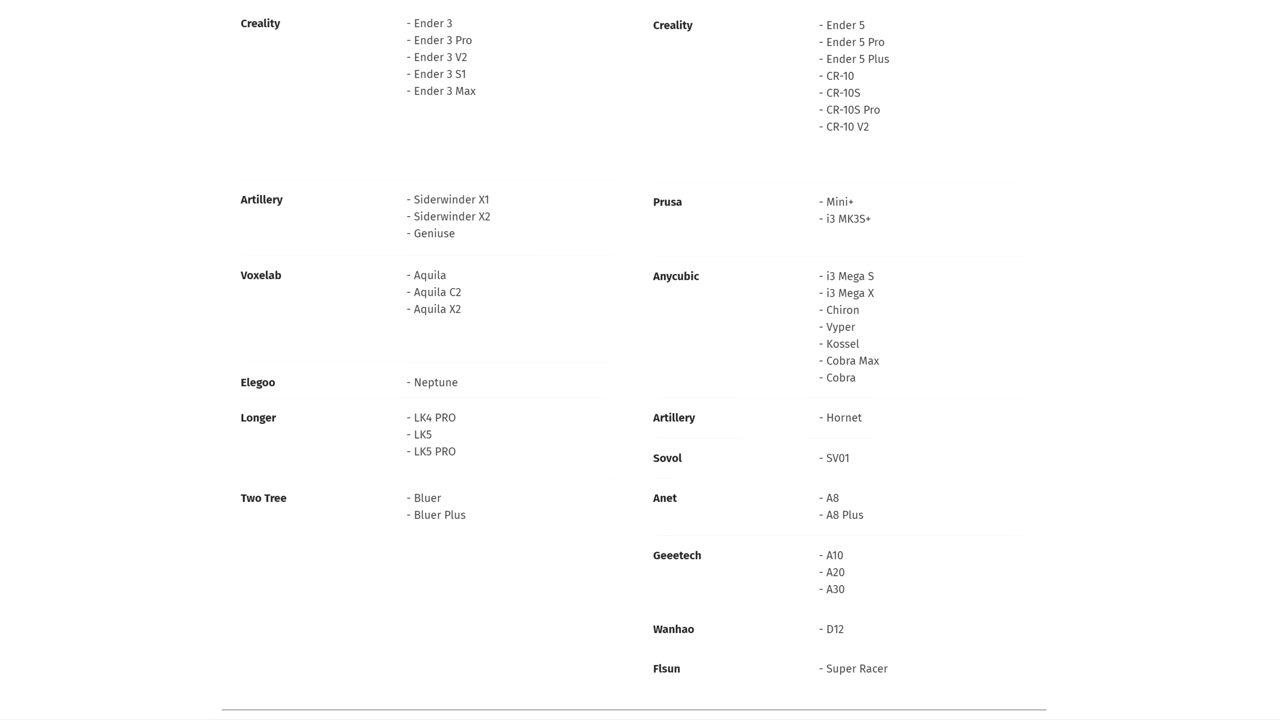 Creality
- Ender 3
- Ender 3 Pro
- Ender 3 V2
- Ender 3 S1
- Ender 3 Max
Artillery
- Siderwinder X1
- Siderwinder X2
- Geniuse
Voxelab
- Aquila
- Aquila C2
- Aquila X2
Elegoo
- Neptune
Longer
- LK4 PRO
- LK5
- LK5 PRO
Two Tree
- Bluer
- Bluer Plus
Creality
- Ender 5
- Ender 5 Pro
- Ender 5 Plus
- CR-10
- CR-10S
- CR-10S Pro
- CR-10 V2
Prusa
- Mini+
- i3 MK3S+
Anycubic
- i3 Mega S
- i3 Mega X
- Chiron
- Vyper
- Kossel
- Cobra Max
- Cobra
Artillery
- Hornet
Sovol
- SV01
Anet
- A8
- A8 Plus
Geeetech
- A10
- A20
- A30
Wanhao
- D12
Flsun
- Super Racer